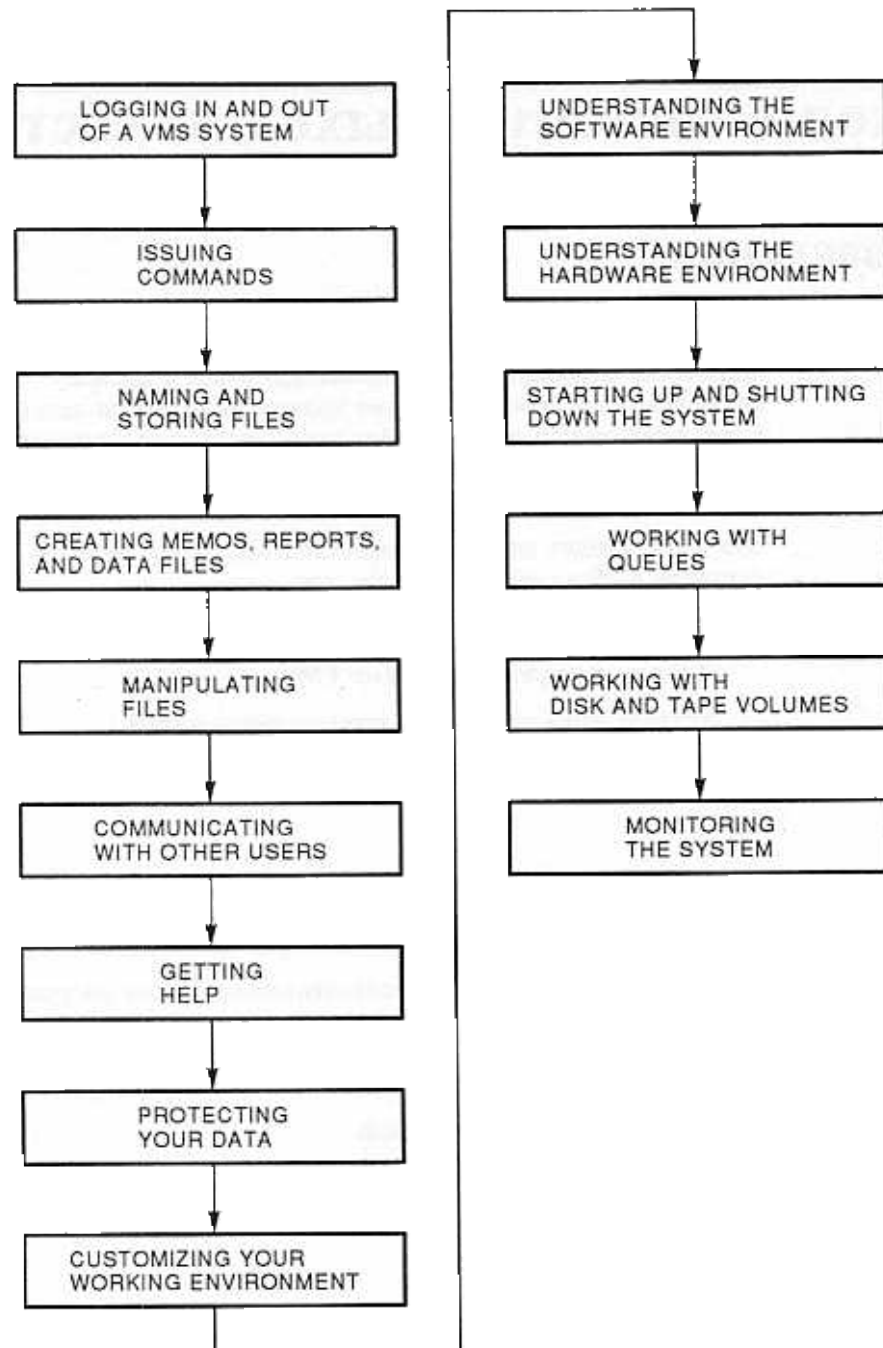 LOGGING IN AND OUT
OF A VMS SYSTEM
ISSUING
COMMANDS
NAMING AND
STORING FILES
CREATING MEMOS, REPORTS,
AND DATA FILES
MANIPULATING
FILES
COMMUNICATING
WITH OTHER USERS
GETTING
HELP
PROTECTING
YOUR DATA
CUSTOMIZING YOUR
WORKING ENVIRONMENT
UNDERSTANDING THE
SOFTWARE ENVIRONMENT
UNDERSTANDING THE
HARDWARE ENVIRONMENT
STARTING UP AND SHUTTING
DOWN THE SYSTEM
WORKING WITH
QUEUES
WORKING WITH
DISK AND TAPE VOLUMES
MONITORING
THE SYSTEM